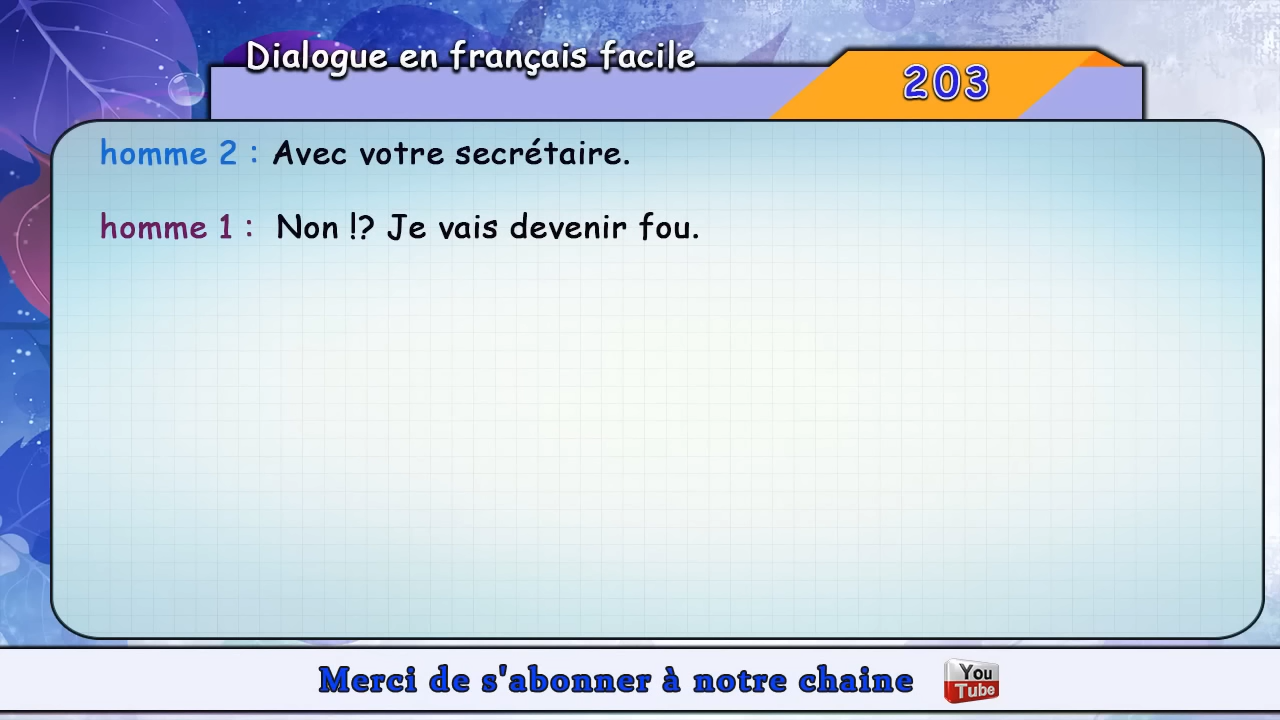 Dialogue en français facile
203
homme 2 : Avec votre secrétaire.
homme 1 : Non !? Je vais devenir fou.
Merci de s'abonner à notre chaine
You
Tube